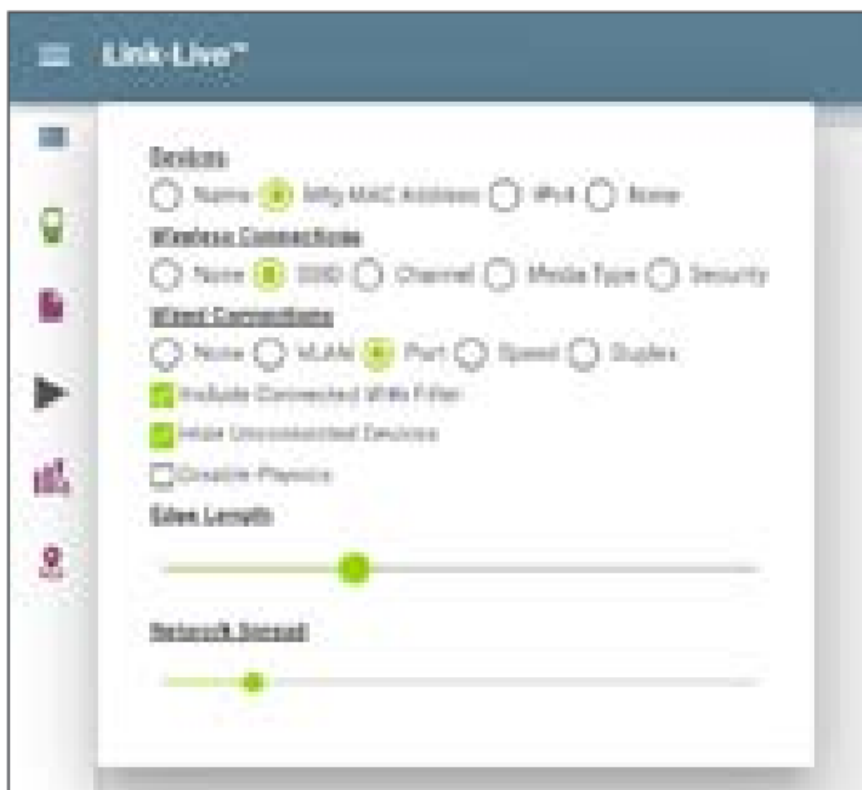 Link-Live™
Devices
Name Mfg MAC Address IPv4 None
Wireless Connections
None SSID Channel Media Type Security
Wired Connections
None VLAN Port Speed Duplex
Include Connected With Filter
Hide Unconnected Devices
Disable Physics
Edge Length
Network Spread